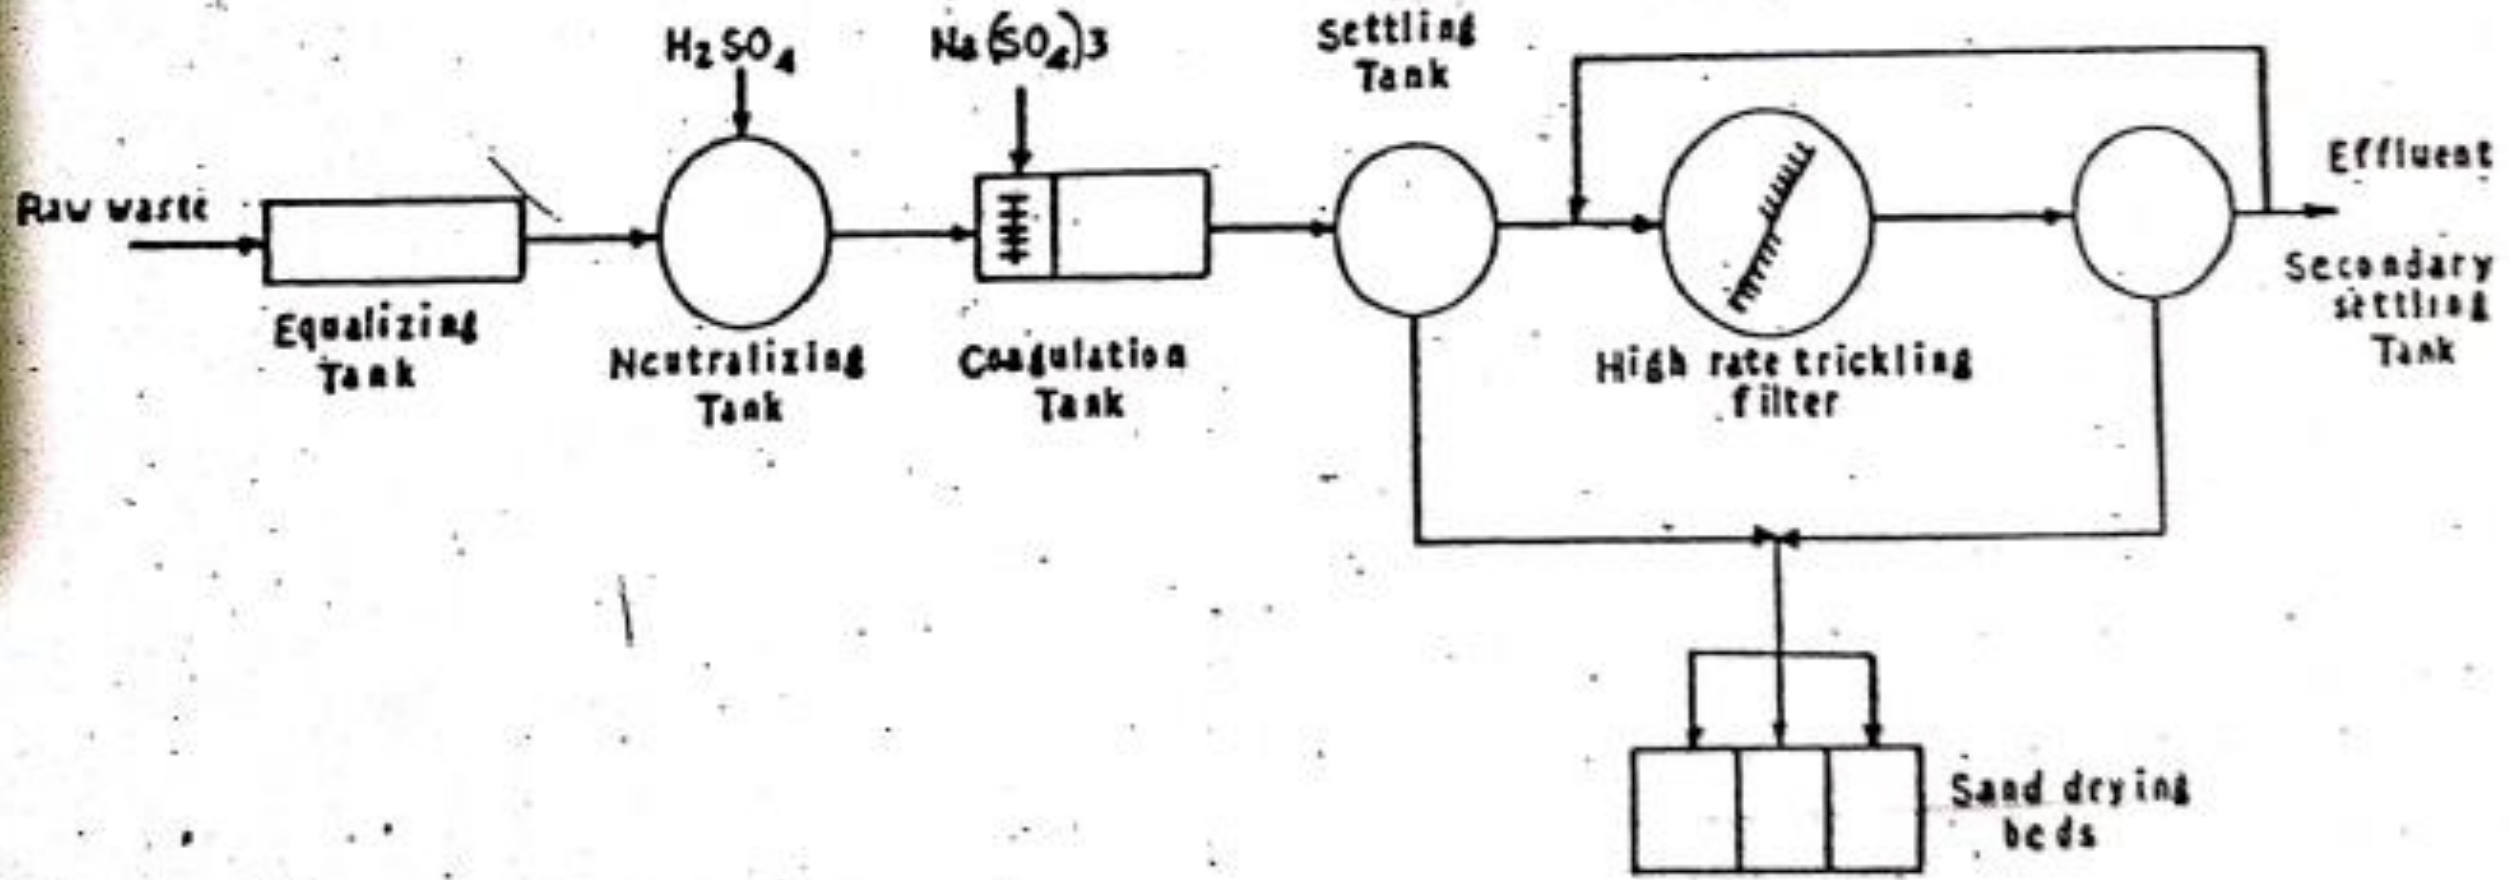 H₂SO₄
Na(SO₄)3
Settling
Tank
Raw waste
Effluent
Equalizing
Tank
Neutralizing
Tank
Coagulation
Tank
High rate trickling
filter
Secondary
settling
Tank
Sand drying
beds